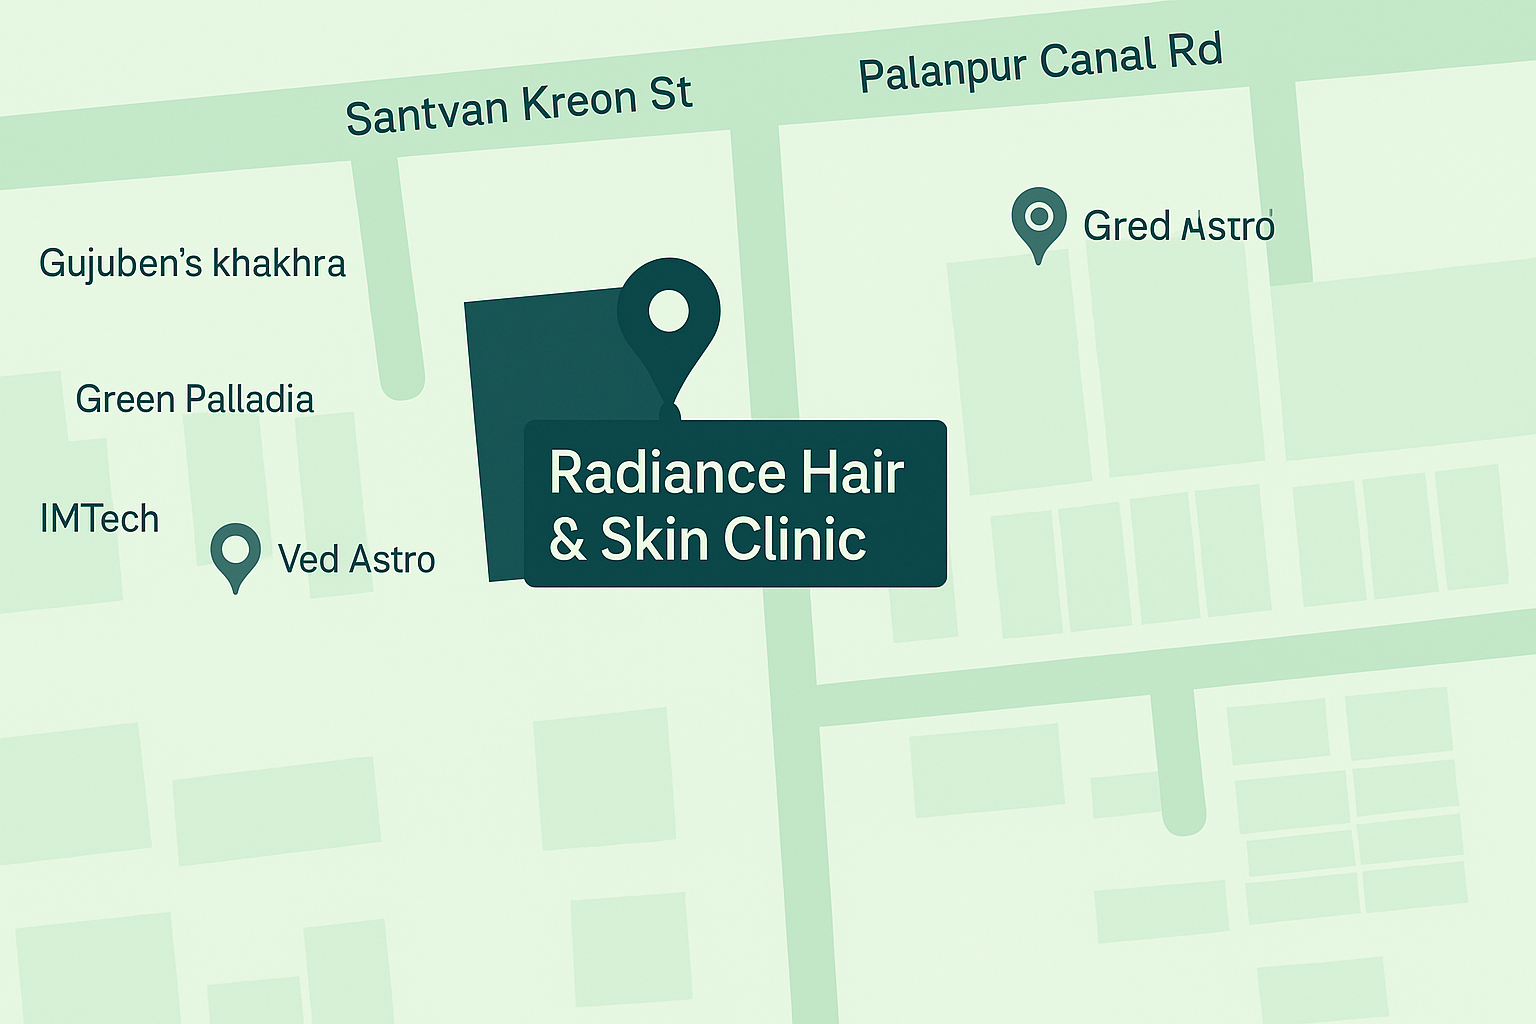 Santvan Kreon St
Palanpur Canal Rd
Gujuben's khakhra
Gred Astro
Green Palladia
Radiance Hair
& Skin Clinic
IMTech
Ved Astro